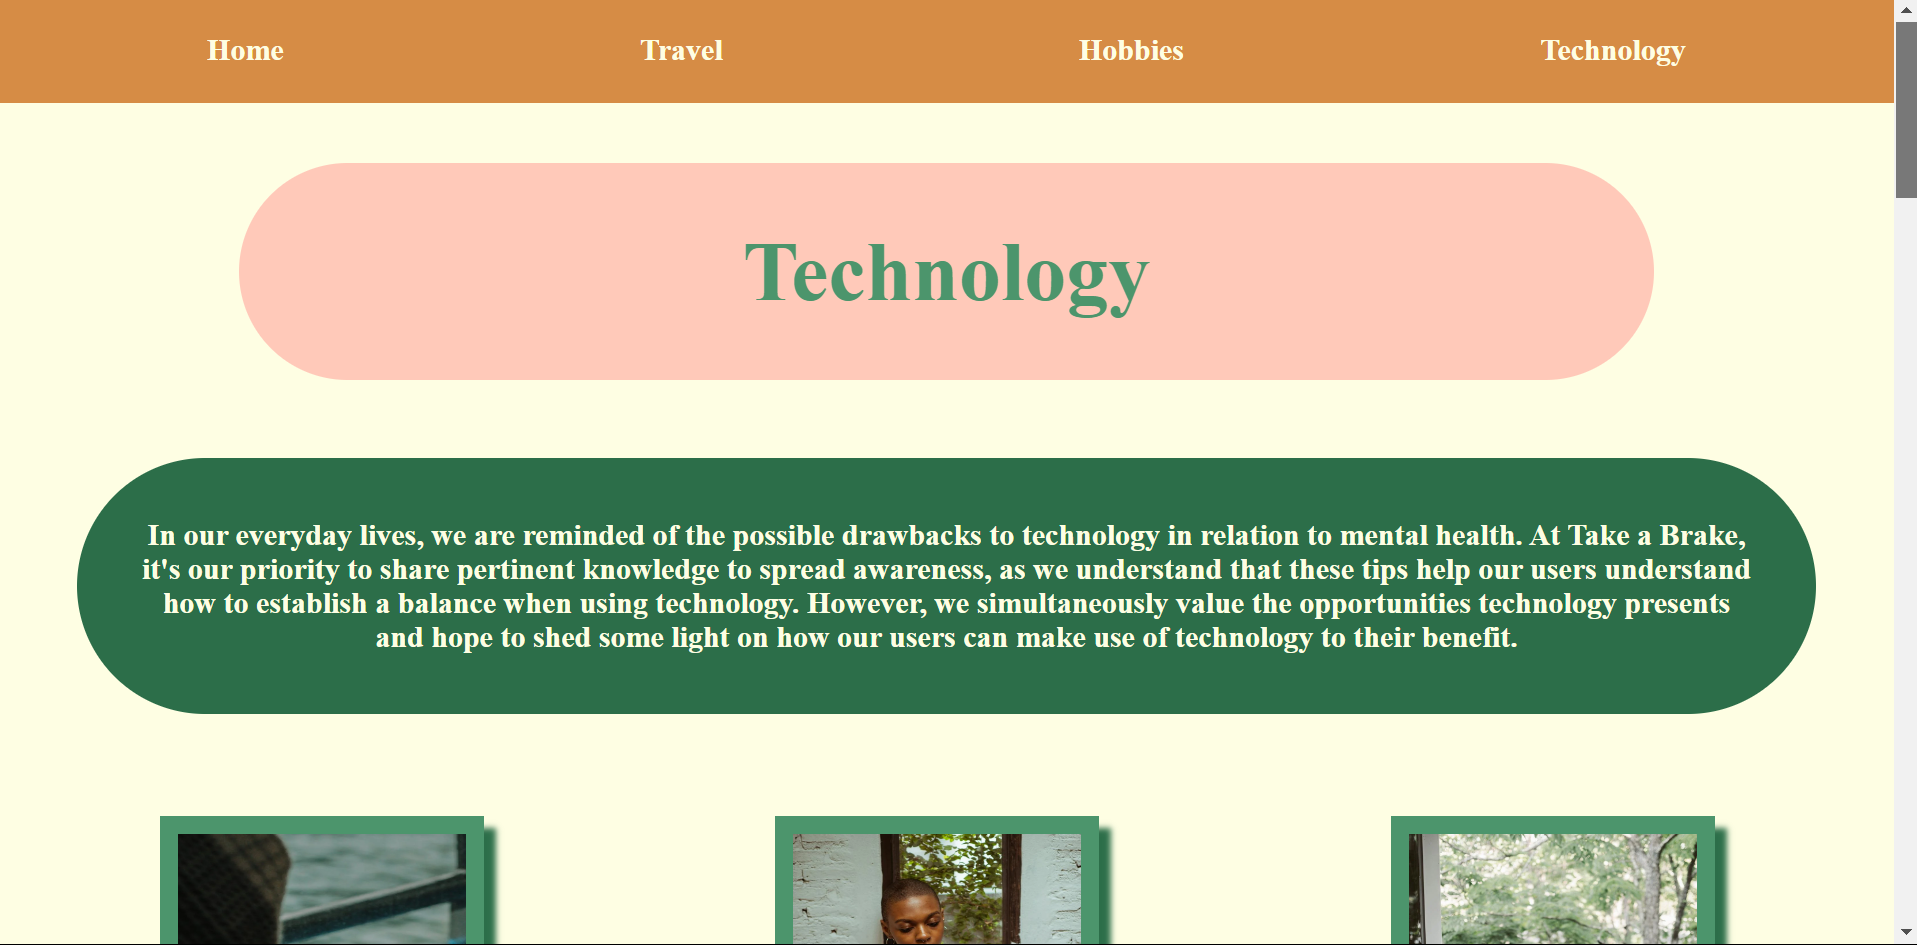 Home Travel Hobbies Technology
Technology
In our everyday lives, we are reminded of the possible drawbacks to technology in relation to mental health. At Take a Brake,
it's our priority to share pertinent knowledge to spread awareness, as we understand that these tips help our users understand
how to establish a balance when using technology. However, we simultaneously value the opportunities technology presents
and hope to shed some light on how our users can make use of technology to their benefit.